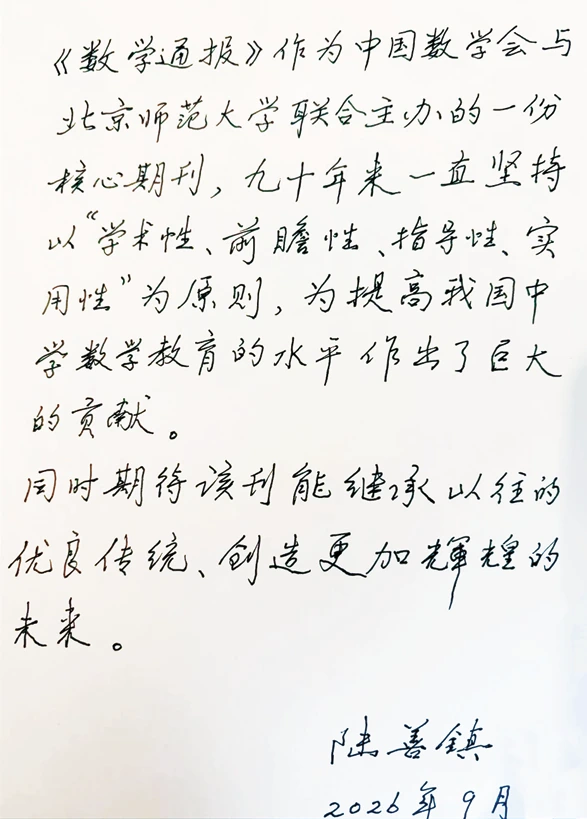 《数学通报》作为中国数学会与
北京师范大学联合主办的一份
核心期刊，九十年来一直坚持
以“学术性、前瞻性、指导性、实
用性”为原则，为提高我国中
学数学教育的水平作出了巨大
的贡献。
同时期待该刊能继承以往的
优良传统、创造更加輝煌的
未来。
陆善鎮
2026年9月